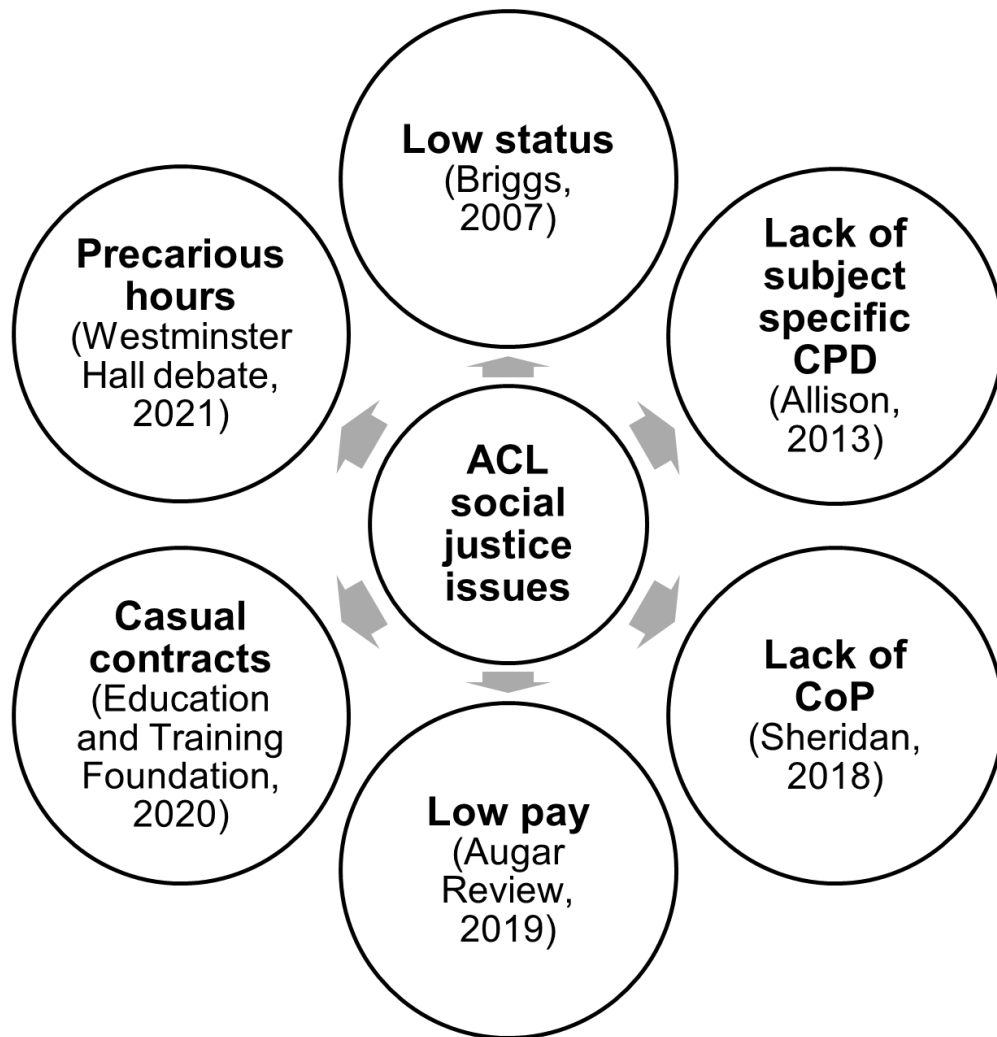 Low status
(Briggs,
2007)
Lack of
subject
specific
CPD
(Allison,
2013)
Lack of
CoP
(Sheridan,
2018)
Low pay
(Augar
Review,
2019)
Casual
contracts
(Education
and Training
Foundation,
2020)
Precarious
hours
(Westminster
Hall debate,
2021)
ACL
social
justice
issues